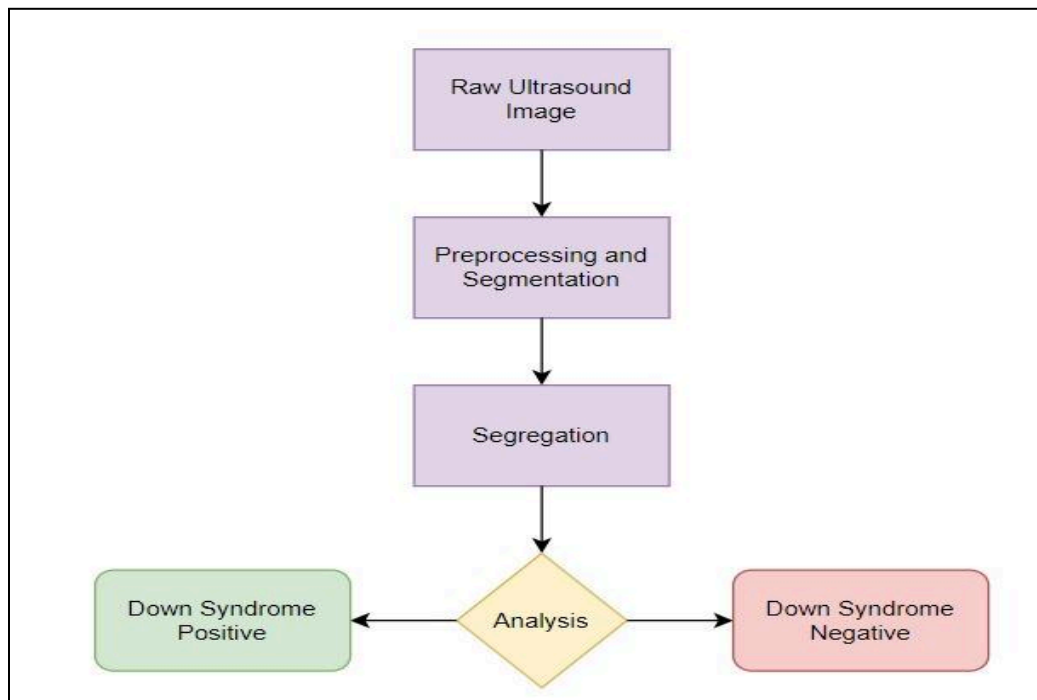 Raw Ultrasound
Image
Preprocessing and
Segmentation
Segregation
Analysis
Down Syndrome
Positive
Down Syndrome
Negative